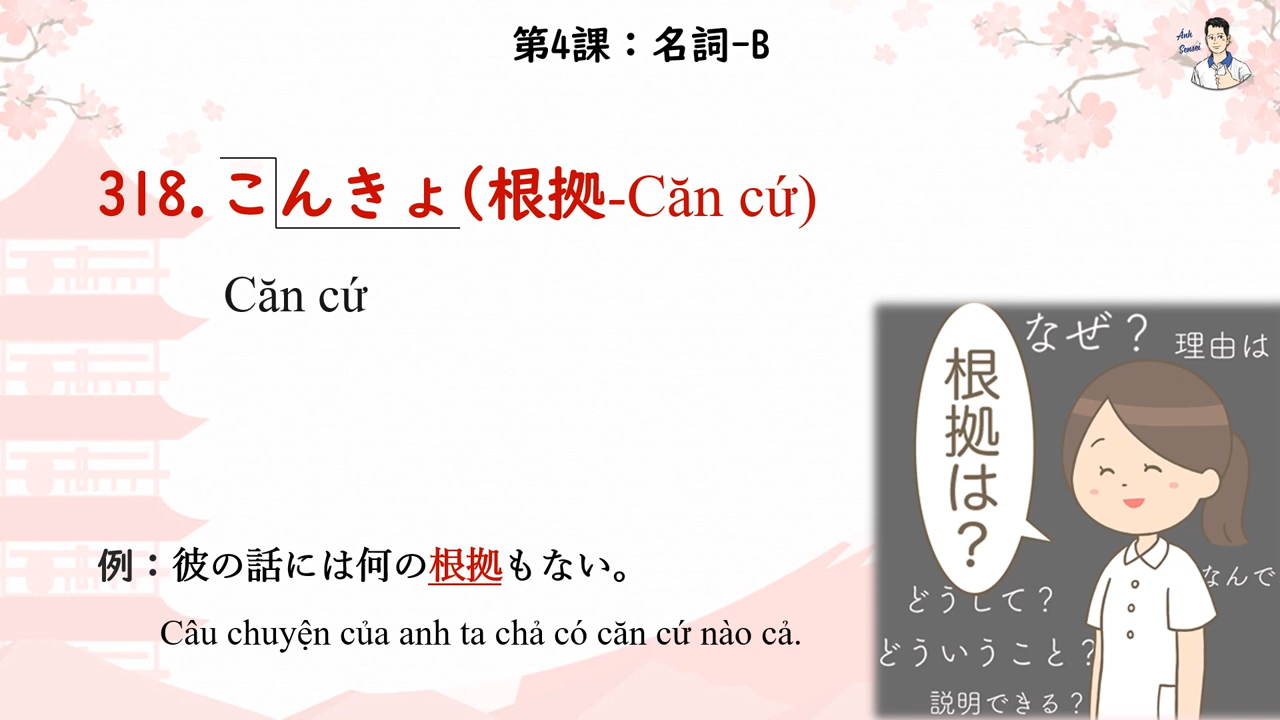 第4課：名詞-B
Anh
Sensei
318. こんきょ(根拠-Căn cứ)
Căn cứ
なぜ？
理由は
根拠は？
なんで
どうして？
どういうこと？
説明できる？
例：彼の話には何の根拠もない。
Câu chuyện của anh ta chả có căn cứ nào cả.